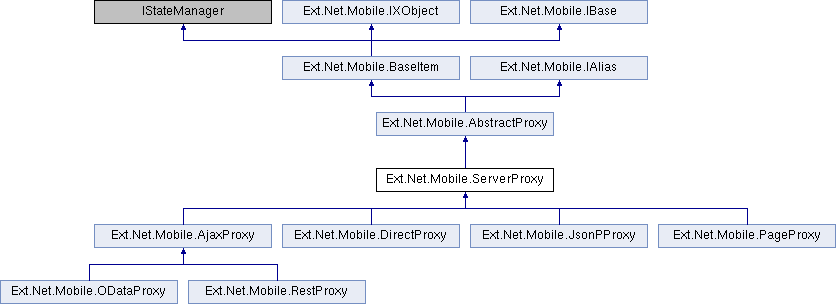 IStateManager
Ext.Net.Mobile.IXObject
Ext.Net.Mobile.IBase
Ext.Net.Mobile.BaseItem
Ext.Net.Mobile.IAlias
Ext.Net.Mobile.AbstractProxy
Ext.Net.Mobile.ServerProxy
Ext.Net.Mobile.AjaxProxy
Ext.Net.Mobile.DirectProxy
Ext.Net.Mobile.JsonPProxy
Ext.Net.Mobile.PageProxy
Ext.Net.Mobile.ODataProxy
Ext.Net.Mobile.RestProxy